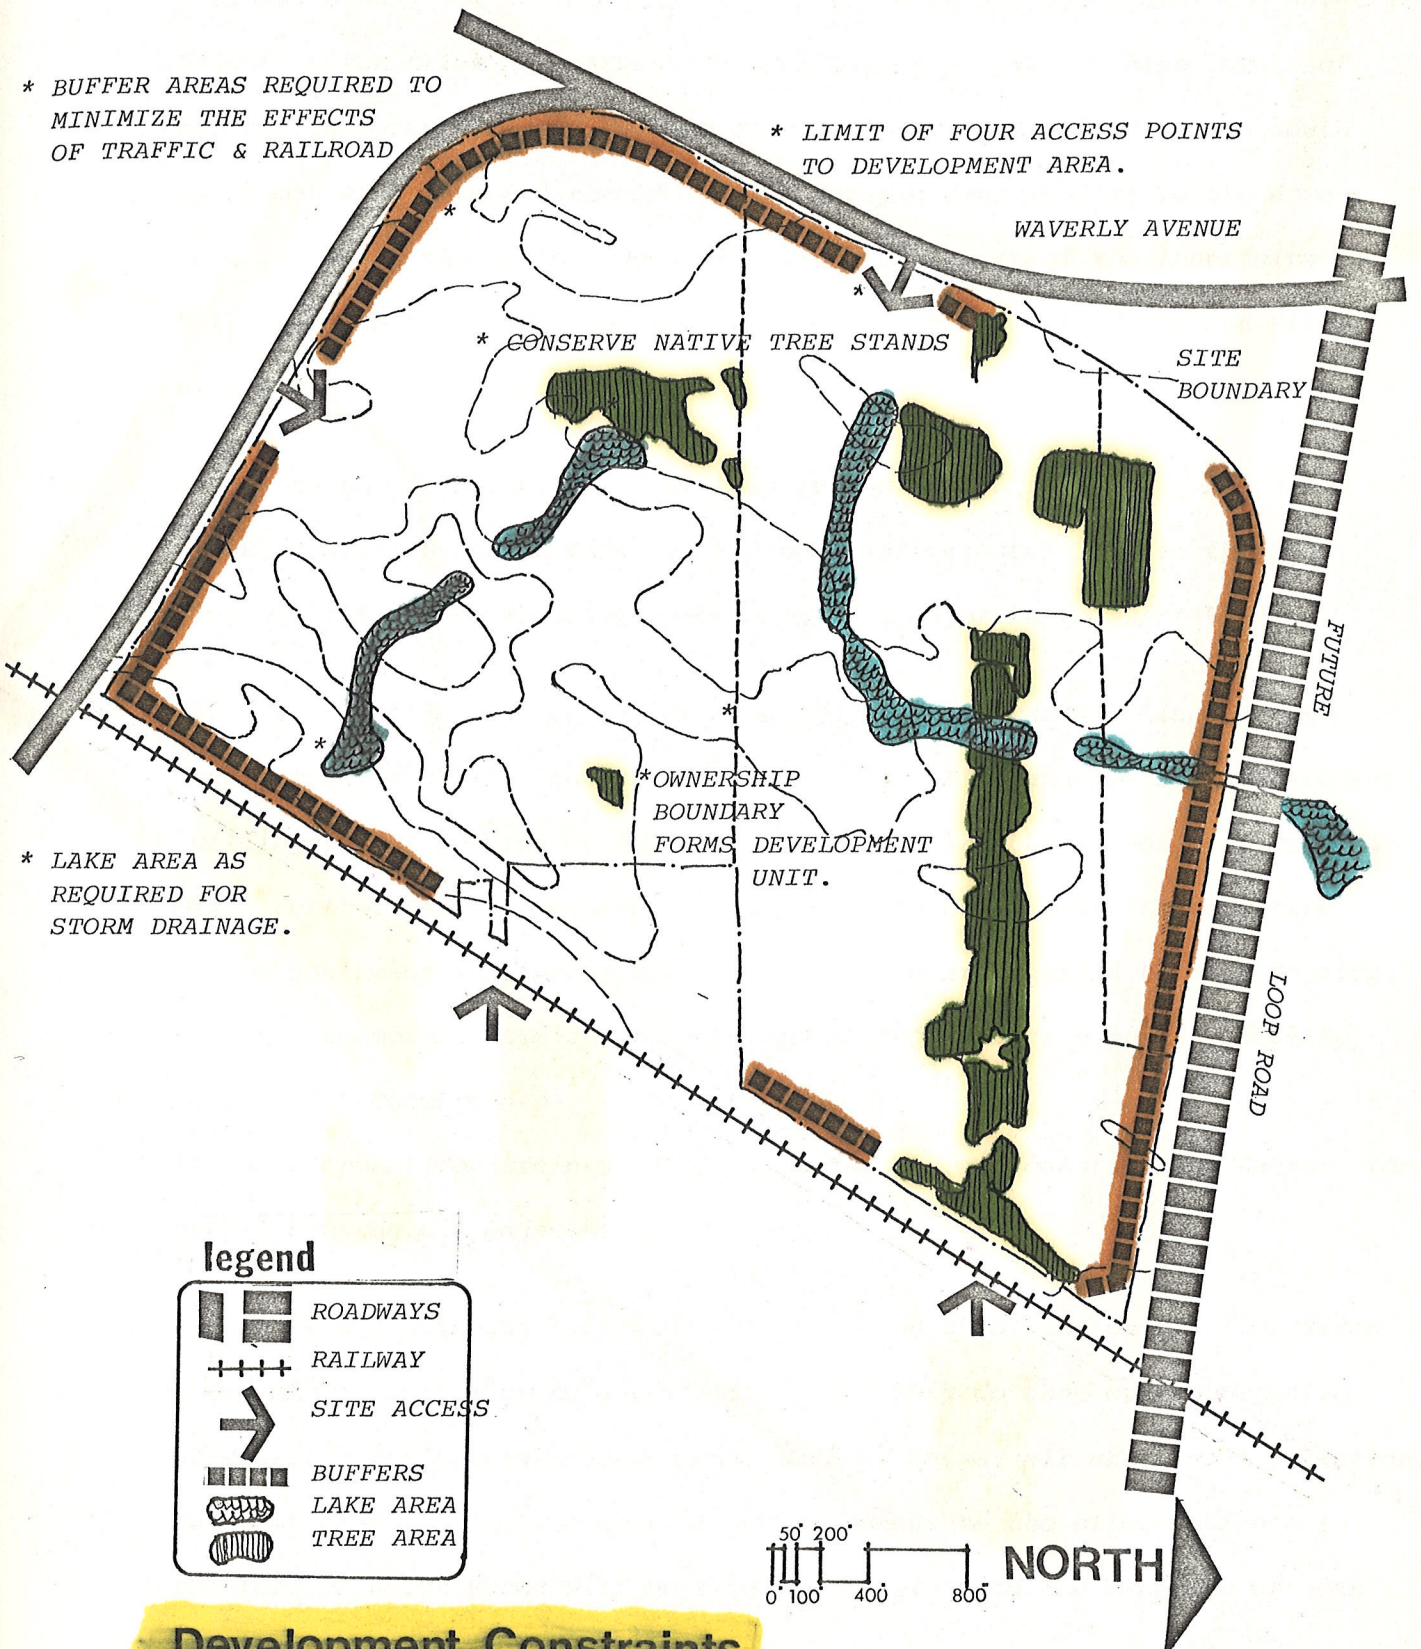 * BUFFER AREAS REQUIRED TO
MINIMIZE THE EFFECTS
OF TRAFFIC & RAILROAD
* LIMIT OF FOUR ACCESS POINTS
TO DEVELOPMENT AREA.
WAVERLY AVENUE
* CONSERVE NATIVE TREE STANDS
SITE
BOUNDARY
FUTURE
LOOP ROAD
*OWNERSHIP
BOUNDARY
FORMS DEVELOPMENT
UNIT.
* LAKE AREA AS
REQUIRED FOR
STORM DRAINAGE.
legend
ROADWAYS
RAILWAY
SITE ACCESS
BUFFERS
LAKE AREA
TREE AREA
50' 200'
0' 100' 400' 800'
NORTH
Development Constraints